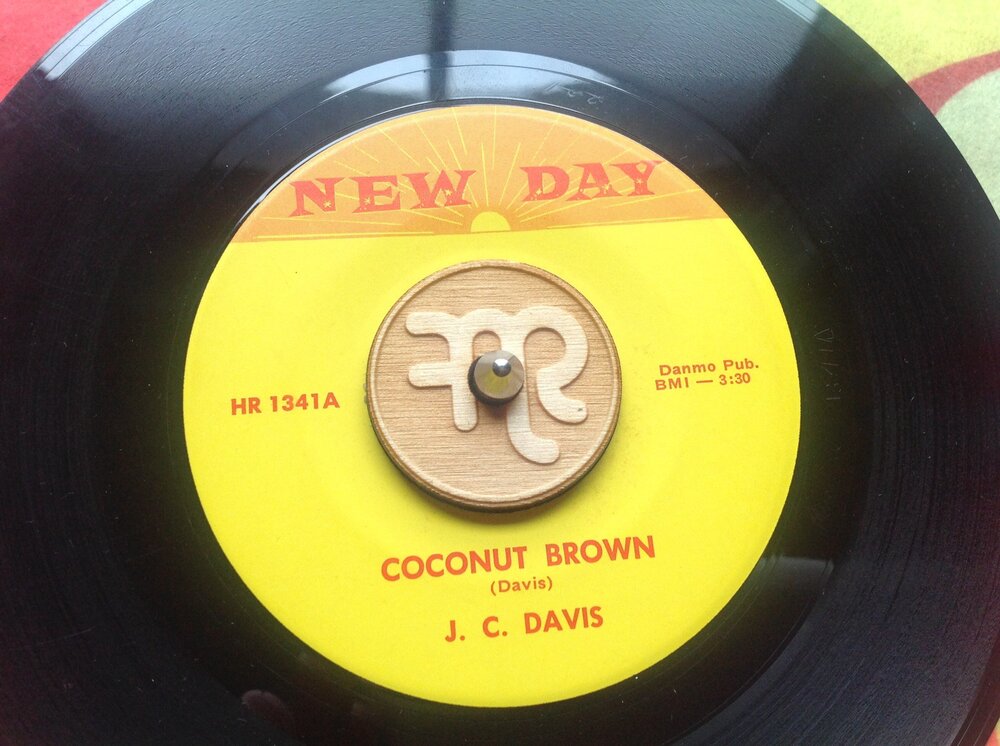 NEW DAY
HR 1341A
Danmo Pub.
BMI — 3:30
COCONUT BROWN
(Davis)
J. C. DAVIS